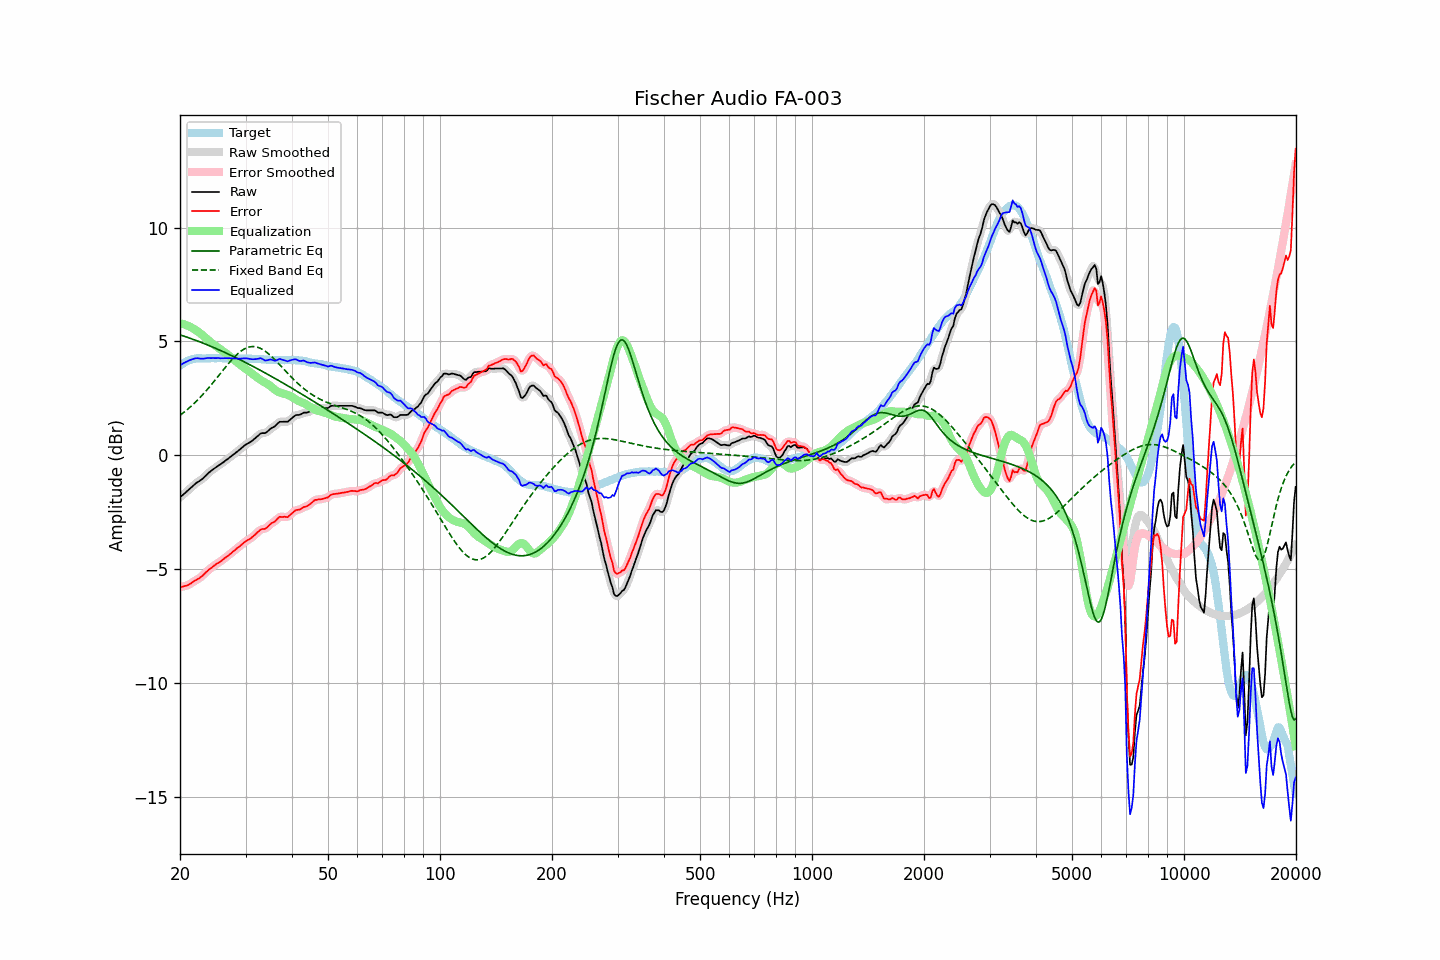 Fischer Audio FA-003
Target
Raw Smoothed
Error Smoothed
Raw
Error
Equalization
Parametric Eq
Fixed Band Eq
Equalized
Amplitude (dBr)
10
5
0
−5
−10
−15
20
50
100
200
500
1000
2000
5000
10000
20000
Frequency (Hz)